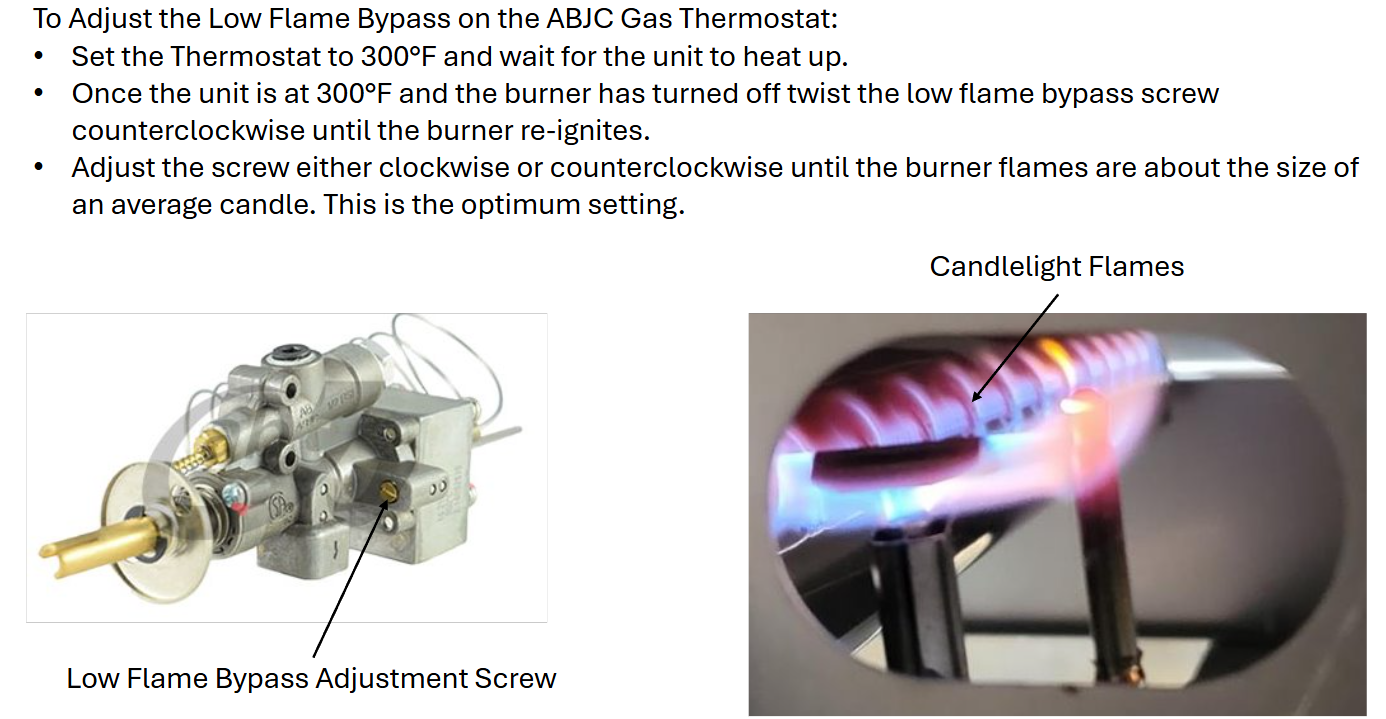 To Adjust the Low Flame Bypass on the ABJC Gas Thermostat:
• Set the Thermostat to 300°F and wait for the unit to heat up.
• Once the unit is at 300°F and the burner has turned off twist the low flame bypass screw
counterclockwise until the burner re-ignites.
• Adjust the screw either clockwise or counterclockwise until the burner flames are about the size of
an average candle. This is the optimum setting.
Candlelight Flames
Low Flame Bypass Adjustment Screw